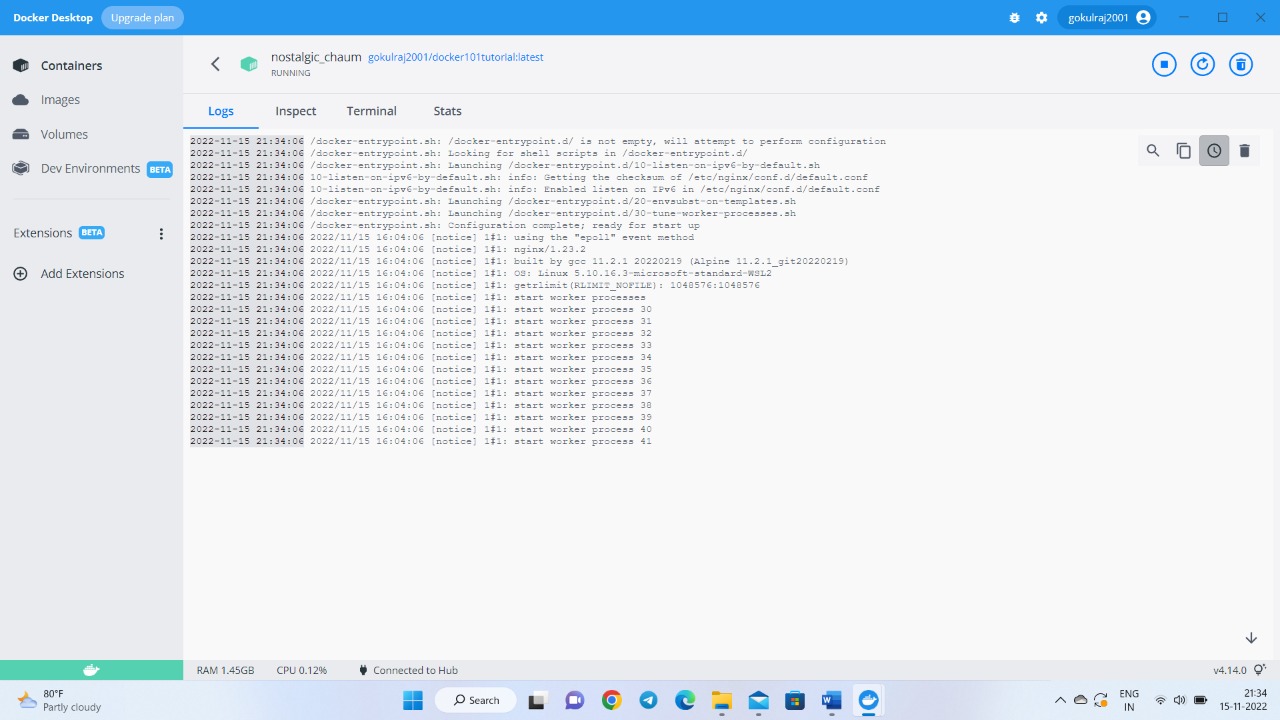 Docker Desktop Upgrade plan gokulraj2001
Containers
Images
Volumes
Dev Environments BETA
Extensions BETA
Add Extensions
nostalgic_chaum gokulraj2001/docker101tutorial:latest
RUNNING
Logs Inspect Terminal Stats
2022-11-15 21:34:06 /docker-entrypoint.sh: /docker-entrypoint.d/ is not empty, will attempt to perform configuration
2022-11-15 21:34:06 /docker-entrypoint.sh: Looking for shell scripts in /docker-entrypoint.d/
2022-11-15 21:34:06 /docker-entrypoint.sh: Launching /docker-entrypoint.d/10-listen-on-ipv6-by-default.sh
2022-11-15 21:34:06 10-listen-on-ipv6-by-default.sh: info: Getting the checksum of /etc/nginx/conf.d/default.conf
2022-11-15 21:34:06 10-listen-on-ipv6-by-default.sh: info: Enabled listen on IPv6 in /etc/nginx/conf.d/default.conf
2022-11-15 21:34:06 /docker-entrypoint.sh: Launching /docker-entrypoint.d/20-envsubst-on-templates.sh
2022-11-15 21:34:06 /docker-entrypoint.sh: Launching /docker-entrypoint.d/30-tune-worker-processes.sh
2022-11-15 21:34:06 /docker-entrypoint.sh: Configuration complete; ready for start up
2022-11-15 21:34:06 2022/11/15 16:04:06 [notice] 1#1: using the "epoll" event method
2022-11-15 21:34:06 2022/11/15 16:04:06 [notice] 1#1: nginx/1.23.2
2022-11-15 21:34:06 2022/11/15 16:04:06 [notice] 1#1: built by gcc 11.2.1 20220219 (Alpine 11.2.1_git20220219)
2022-11-15 21:34:06 2022/11/15 16:04:06 [notice] 1#1: OS: Linux 5.10.16.3-microsoft-standard-WSL2
2022-11-15 21:34:06 2022/11/15 16:04:06 [notice] 1#1: getrlimit(RLIMIT_NOFILE): 1048576:1048576
2022-11-15 21:34:06 2022/11/15 16:04:06 [notice] 1#1: start worker processes
2022-11-15 21:34:06 2022/11/15 16:04:06 [notice] 1#1: start worker process 30
2022-11-15 21:34:06 2022/11/15 16:04:06 [notice] 1#1: start worker process 31
2022-11-15 21:34:06 2022/11/15 16:04:06 [notice] 1#1: start worker process 32
2022-11-15 21:34:06 2022/11/15 16:04:06 [notice] 1#1: start worker process 33
2022-11-15 21:34:06 2022/11/15 16:04:06 [notice] 1#1: start worker process 34
2022-11-15 21:34:06 2022/11/15 16:04:06 [notice] 1#1: start worker process 35
2022-11-15 21:34:06 2022/11/15 16:04:06 [notice] 1#1: start worker process 36
2022-11-15 21:34:06 2022/11/15 16:04:06 [notice] 1#1: start worker process 37
2022-11-15 21:34:06 2022/11/15 16:04:06 [notice] 1#1: start worker process 38
2022-11-15 21:34:06 2022/11/15 16:04:06 [notice] 1#1: start worker process 39
2022-11-15 21:34:06 2022/11/15 16:04:06 [notice] 1#1: start worker process 40
2022-11-15 21:34:06 2022/11/15 16:04:06 [notice] 1#1: start worker process 41
RAM 1.45GB CPU 0.12% Connected to Hub v4.14.0
80°F
Partly cloudy
Search
ENG
IN
21:34
15-11-2022